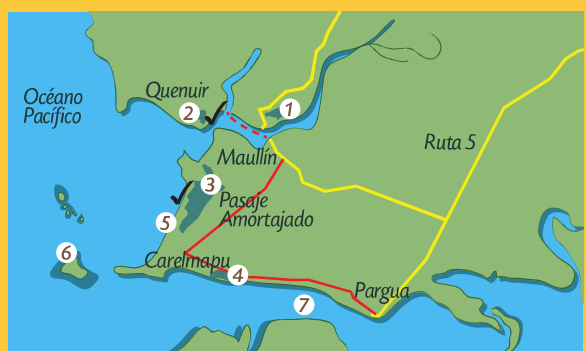 Quenuir
2
1
Océano
Pacífico
Ruta 5
Maullín
3
Pasaje
Amortajado
5
6
Carelmapu
4
Pargua
7